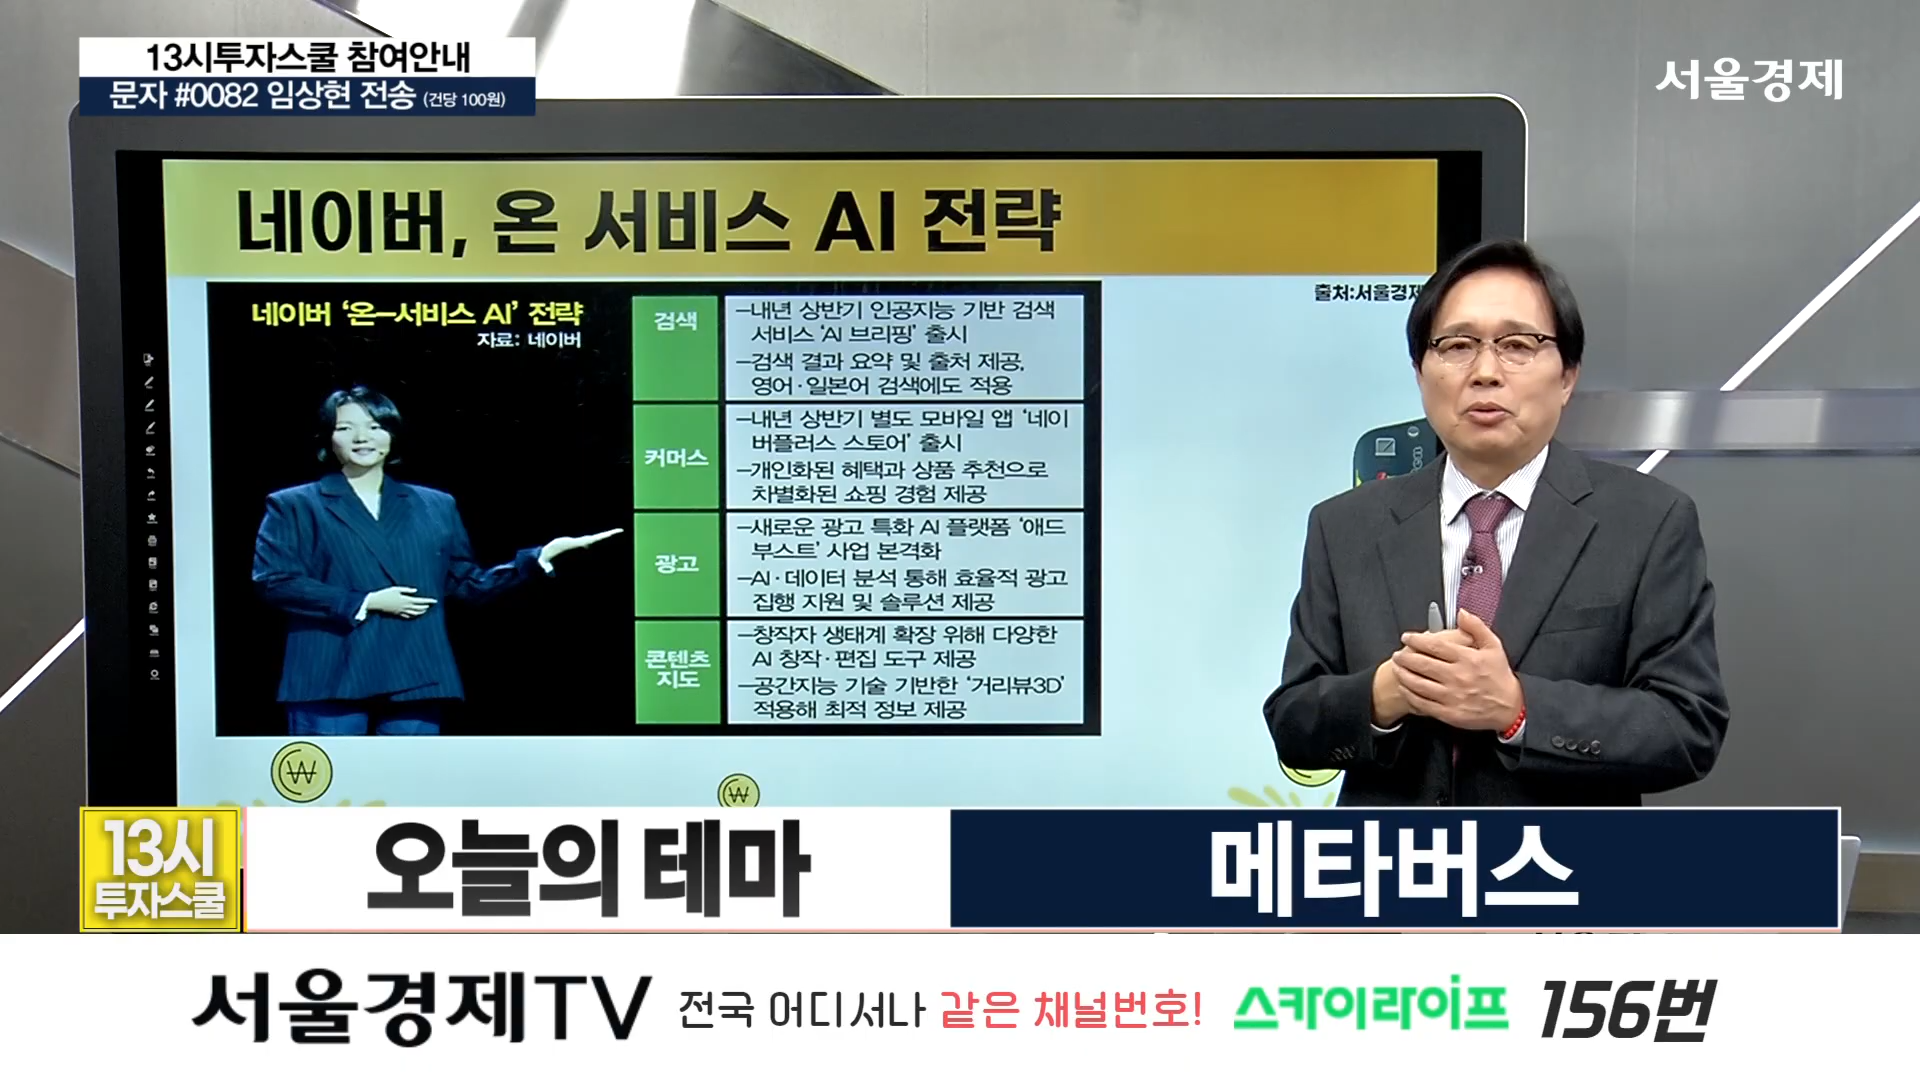 13시투자스쿨 참여안내
문자 #0082 임상현 전송 (건당 100원)
서울경제
네이버, 온 서비스 AI 전략
출처:서울경제
네이버 ‘온–서비스 AI’ 전략
자료: 네이버
검색
–내년 상반기 인공지능 기반 검색
서비스 ‘AI 브리핑’ 출시
–검색 결과 요약 및 출처 제공,
영어·일본어 검색에도 적용
커머스
–내년 상반기 별도 모바일 앱 ‘네이
버플러스 스토어’ 출시
–개인화된 혜택과 상품 추천으로
차별화된 쇼핑 경험 제공
광고
–새로운 광고 특화 AI 플랫폼 ‘애드
부스트’ 사업 본격화
–AI·데이터 분석 통해 효율적 광고
집행 지원 및 솔루션 제공
콘텐츠
지도
–창작자 생태계 확장 위해 다양한
AI 창작·편집 도구 제공
–공간지능 기술 기반한 ‘거리뷰3D’
적용해 최적 정보 제공
13시
투자스쿨
오늘의 테마
메타버스
서울경제TV 전국 어디서나 같은 채널번호! 스카이라이프 156번